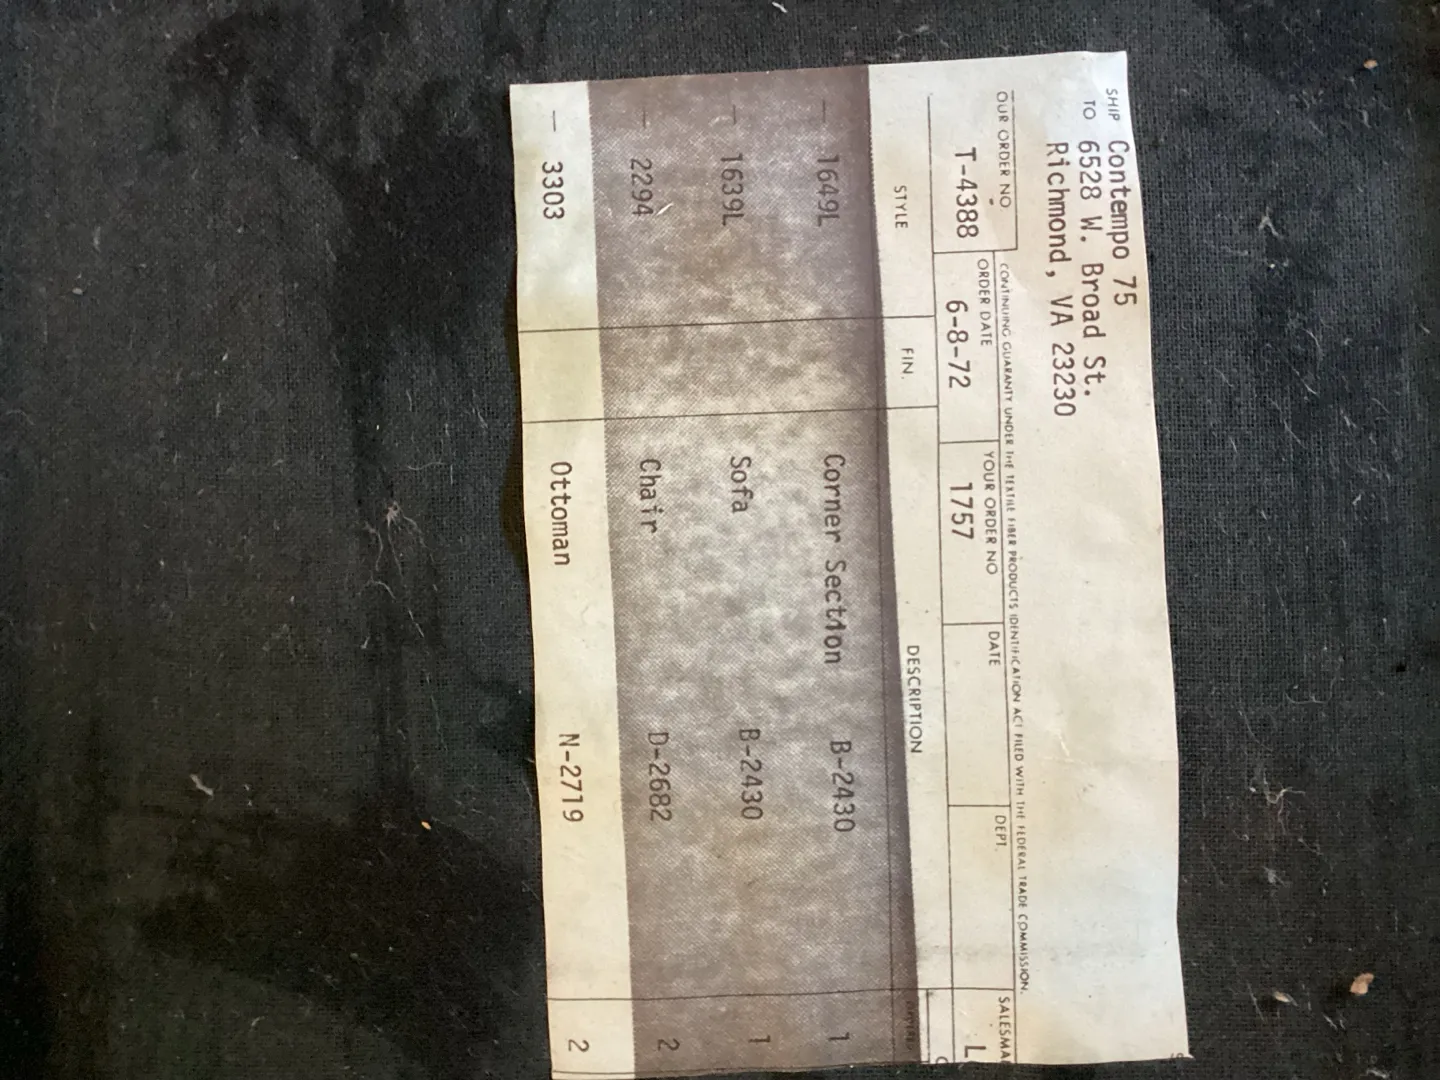 SHIP TO Contempo 75
6528 W. Broad St.
Richmond, VA 23230
CONTINUING GUARANTY UNDER THE TEXTILE FIBER PRODUCTS IDENTIFICATION ACT FILED WITH THE FEDERAL TRADE COMMISSION.
OUR ORDER NO. ORDER DATE YOUR ORDER NO DATE DEPT. SALESMA
T-4388 6-8-72 1757 L
STYLE FIN. DESCRIPTION
— 1649L Corner Section B-2430 1
— 1639L Sofa B-2430 1
— 2294 Chair D-2682 2
— 3303 Ottoman N-2719 2